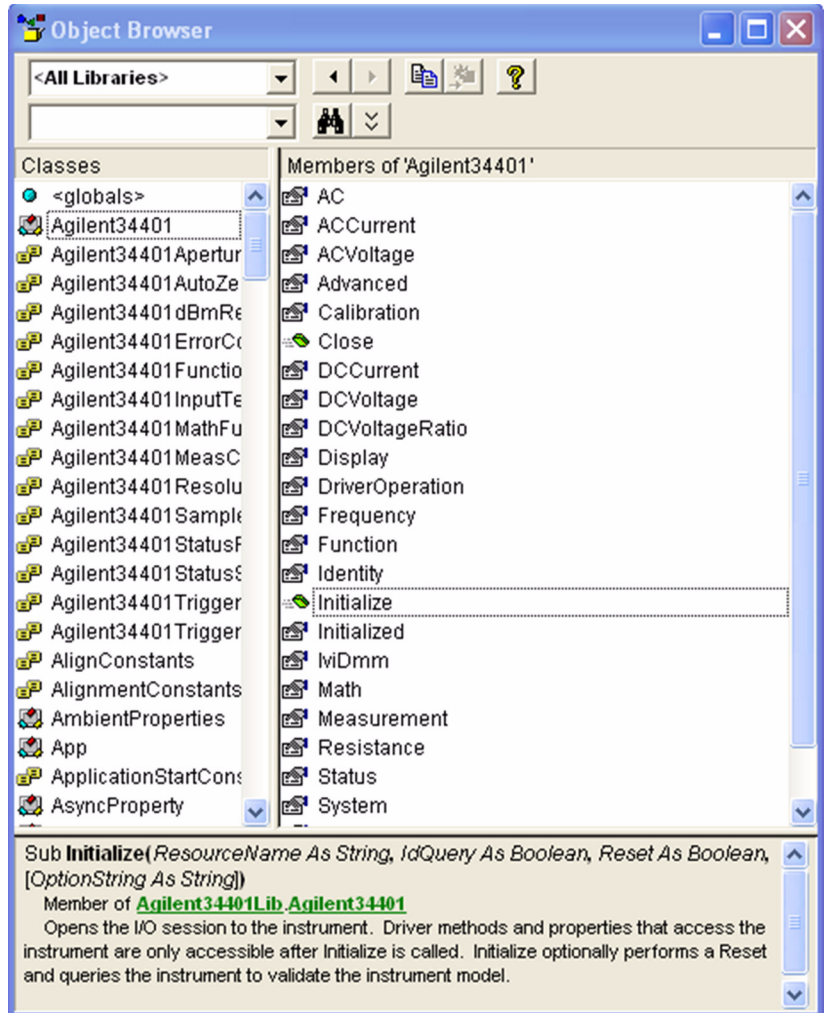 Object Browser
<All Libraries>
Classes
<globals>
Agilent34401
Agilent34401Apertur
Agilent34401AutoZe
Agilent34401dBmRe
Agilent34401ErrorCo
Agilent34401Functio
Agilent34401InputTe
Agilent34401MathFu
Agilent34401MeasC
Agilent34401Resolu
Agilent34401Sample
Agilent34401StatusR
Agilent34401StatusS
Agilent34401Trigger
Agilent34401Trigger
AlignConstants
AlignmentConstants
AmbientProperties
App
ApplicationStartCons
AsyncProperty
Members of 'Agilent34401'
AC
ACCurrent
ACVoltage
Advanced
Calibration
Close
DCCurrent
DCVoltage
DCVoltageRatio
Display
DriverOperation
Frequency
Function
Identity
Initialize
Initialized
IviDmm
Math
Measurement
Resistance
Status
System
Sub Initialize(ResourceName As String, IdQuery As Boolean, Reset As Boolean,
[OptionString As String])
Member of Agilent34401Lib.Agilent34401
Opens the I/O session to the instrument. Driver methods and properties that access the
instrument are only accessible after Initialize is called. Initialize optionally performs a Reset
and queries the instrument to validate the instrument model.